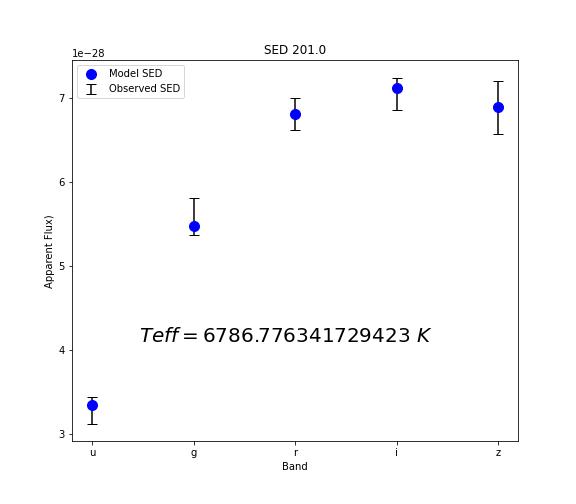 SED 201.0
1e−28
Model SED
Observed SED
7
6
5
4
3
Apparent Flux)
Teff = 6786.776341729423 K
u g r i z
Band